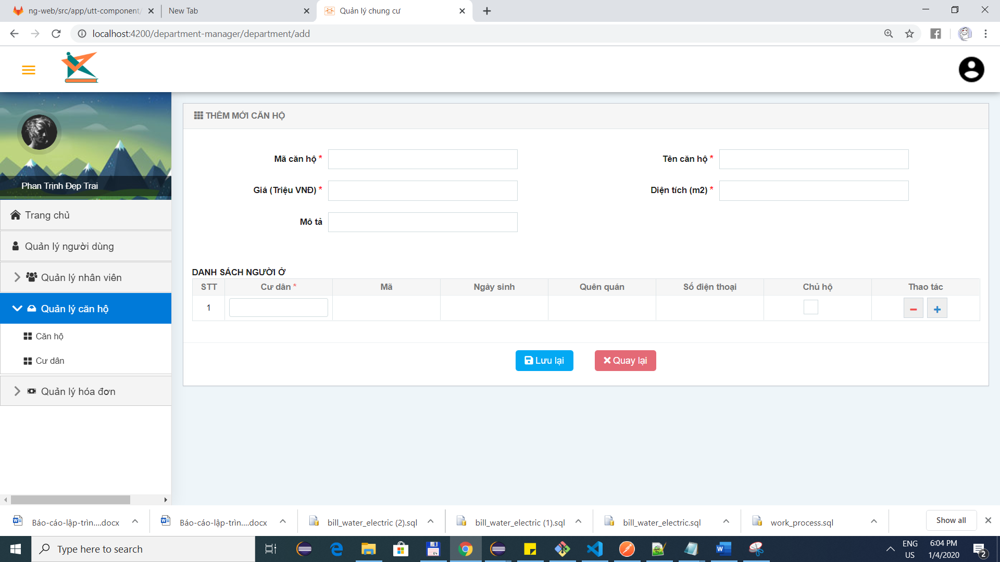 ng-web/src/app/utt-component/
New Tab
Quản lý chung cư
localhost:4200/department-manager/department/add
Phan Trịnh Đẹp Trai
Trang chủ
Quản lý người dùng
Quản lý nhân viên
Quản lý căn hộ
Căn hộ
Cư dân
Quản lý hóa đơn
THÊM MỚI CĂN HỘ
Mã căn hộ *
Tên căn hộ *
Giá (Triệu VNĐ) *
Diện tích (m2) *
Mô tả
DANH SÁCH NGƯỜI Ở
STT Cư dân * Mã Ngày sinh Quên quán Số điện thoại Chủ hộ Thao tác
1
Lưu lại
Quay lại
Báo-cáo-lập-trìn....docx
Báo-cáo-lập-trìn....docx
bill_water_electric (2).sql
bill_water_electric (1).sql
bill_water_electric.sql
work_process.sql
Show all
Type here to search
ENG
US
6:04 PM
1/4/2020
2